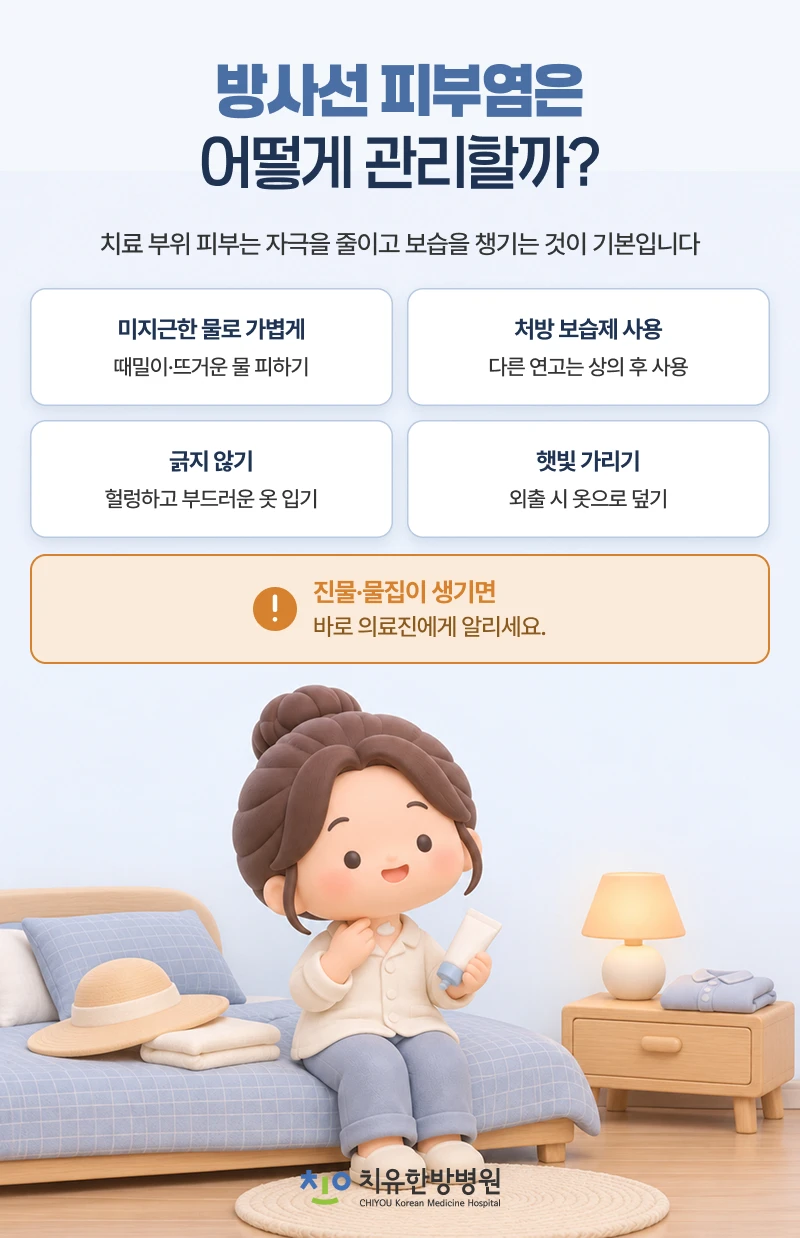 방사선 피부염은
어떻게 관리할까?
치료 부위 피부는 자극을 줄이고 보습을 챙기는 것이 기본입니다
미지근한 물로 가볍게
때밀이·뜨거운 물 피하기
처방 보습제 사용
다른 연고는 상의 후 사용
긁지 않기
헐렁하고 부드러운 옷 입기
햇빛 가리기
외출 시 옷으로 덮기
진물·물집이 생기면
바로 의료진에게 알리세요.
치유한방병원
CHIYOU Korean Medicine Hospital